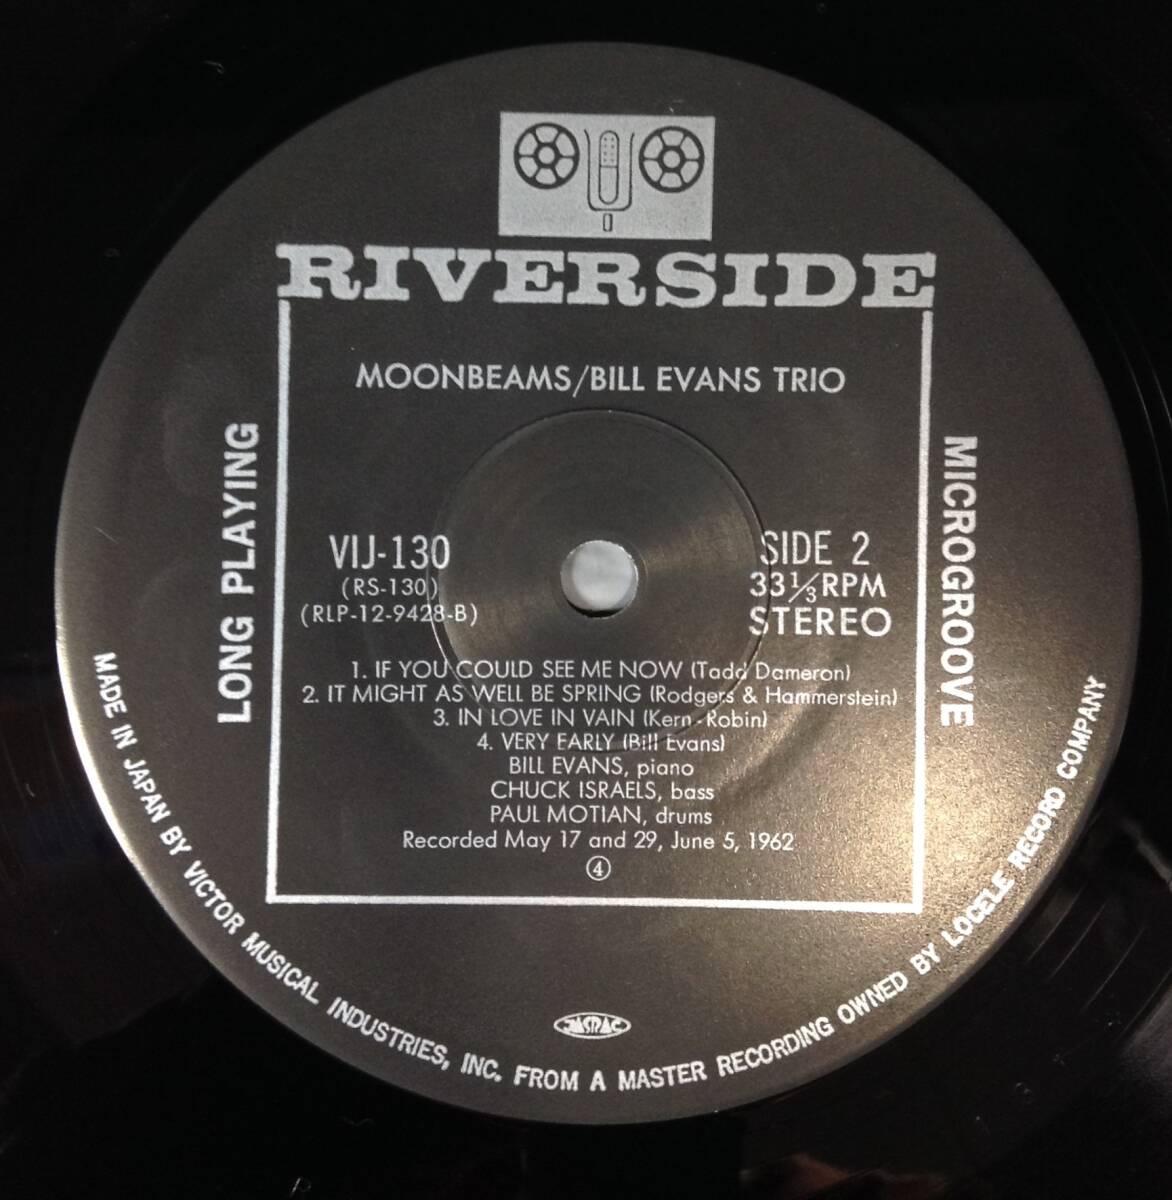 RIVERSIDE
MOONBEAMS/BILL EVANS TRIO
LONG PLAYING
MICROGROOVE
VIJ-130
(RS-130)
(RLP-12-9428-B)
SIDE 2
33⅓RPM
STEREO
1. IF YOU COULD SEE ME NOW (Tadd Dameron)
2. IT MIGHT AS WELL BE SPRING (Rodgers & Hammerstein)
3. IN LOVE IN VAIN (Kern-Robin)
4. VERY EARLY (Bill Evans)
BILL EVANS, piano
CHUCK ISRAELS, bass
PAUL MOTIAN, drums
Recorded May 17 and 29, June 5, 1962
④
JASRAC
MADE IN JAPAN BY VICTOR MUSICAL INDUSTRIES, INC. FROM A MASTER RECORDING OWNED BY LOCELE RECORD COMPANY